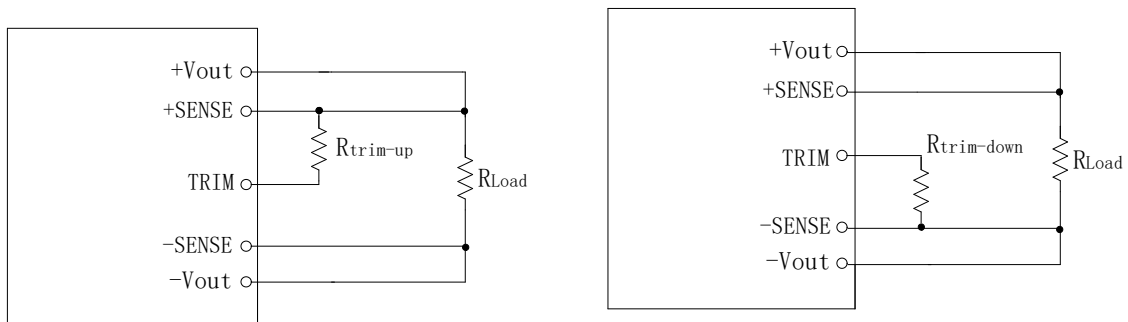 +Vout
+SENSE
Rtrim-up
TRIM
RLoad
-SENSE
-Vout
+Vout
+SENSE
Rtrim-down
TRIM
RLoad
-SENSE
-Vout